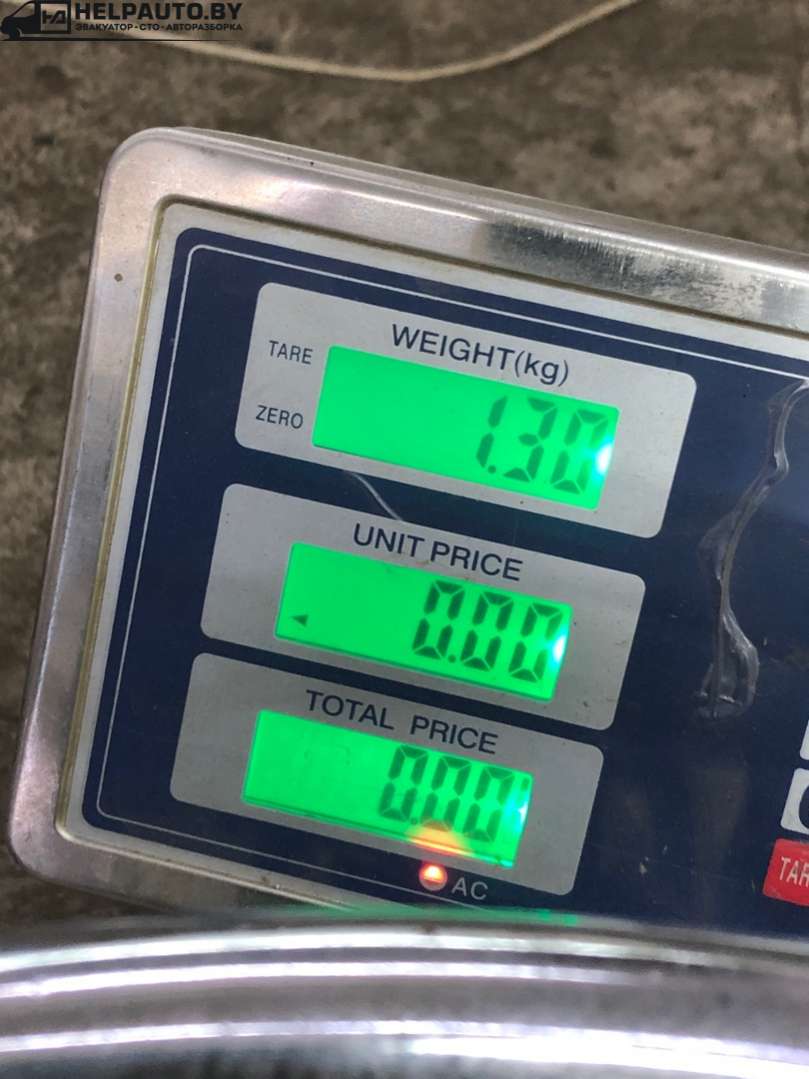 HELPAUTO.BY
ЭВАКУАТОР-СТО-АВТОРАЗБОРКА
WEIGHT(kg)
TARE
1.30
ZERO
UNIT PRICE
0.00
TOTAL PRICE
0.00
AC